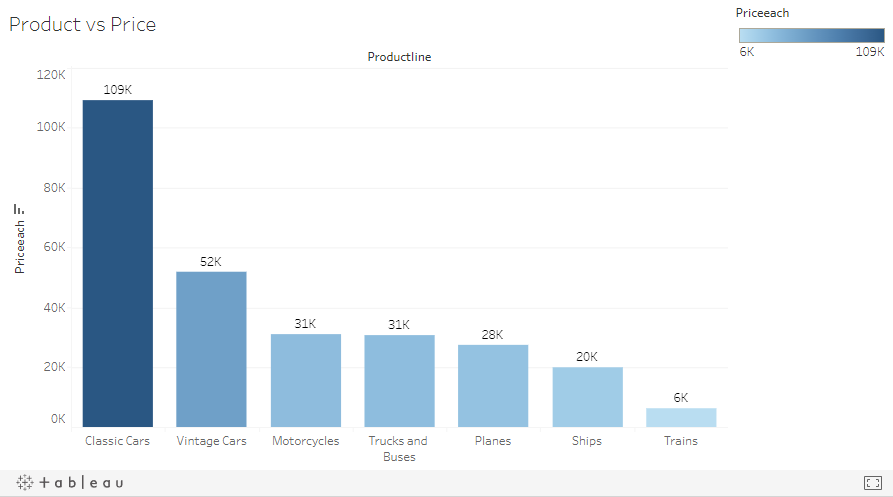 Product vs Price
Priceeach
6K 109K
Productline
120K
100K
80K
60K
40K
20K
0K
Priceeach
109K
52K
31K
31K
28K
20K
6K
Classic Cars
Vintage Cars
Motorcycles
Trucks and
Buses
Planes
Ships
Trains
+ a b l e a u